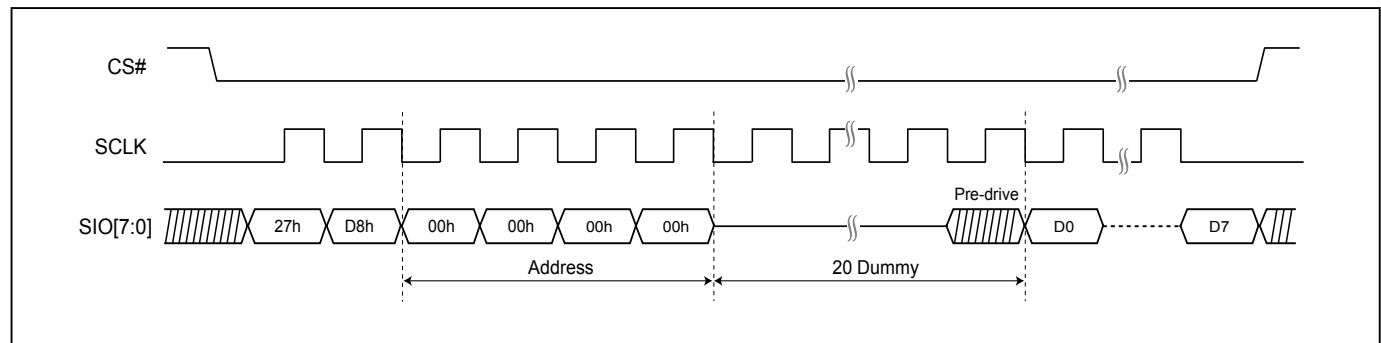 CS#
SCLK
Pre-drive
SIO[7:0] 27h D8h 00h 00h 00h 00h D0 D7
Address 20 Dummy